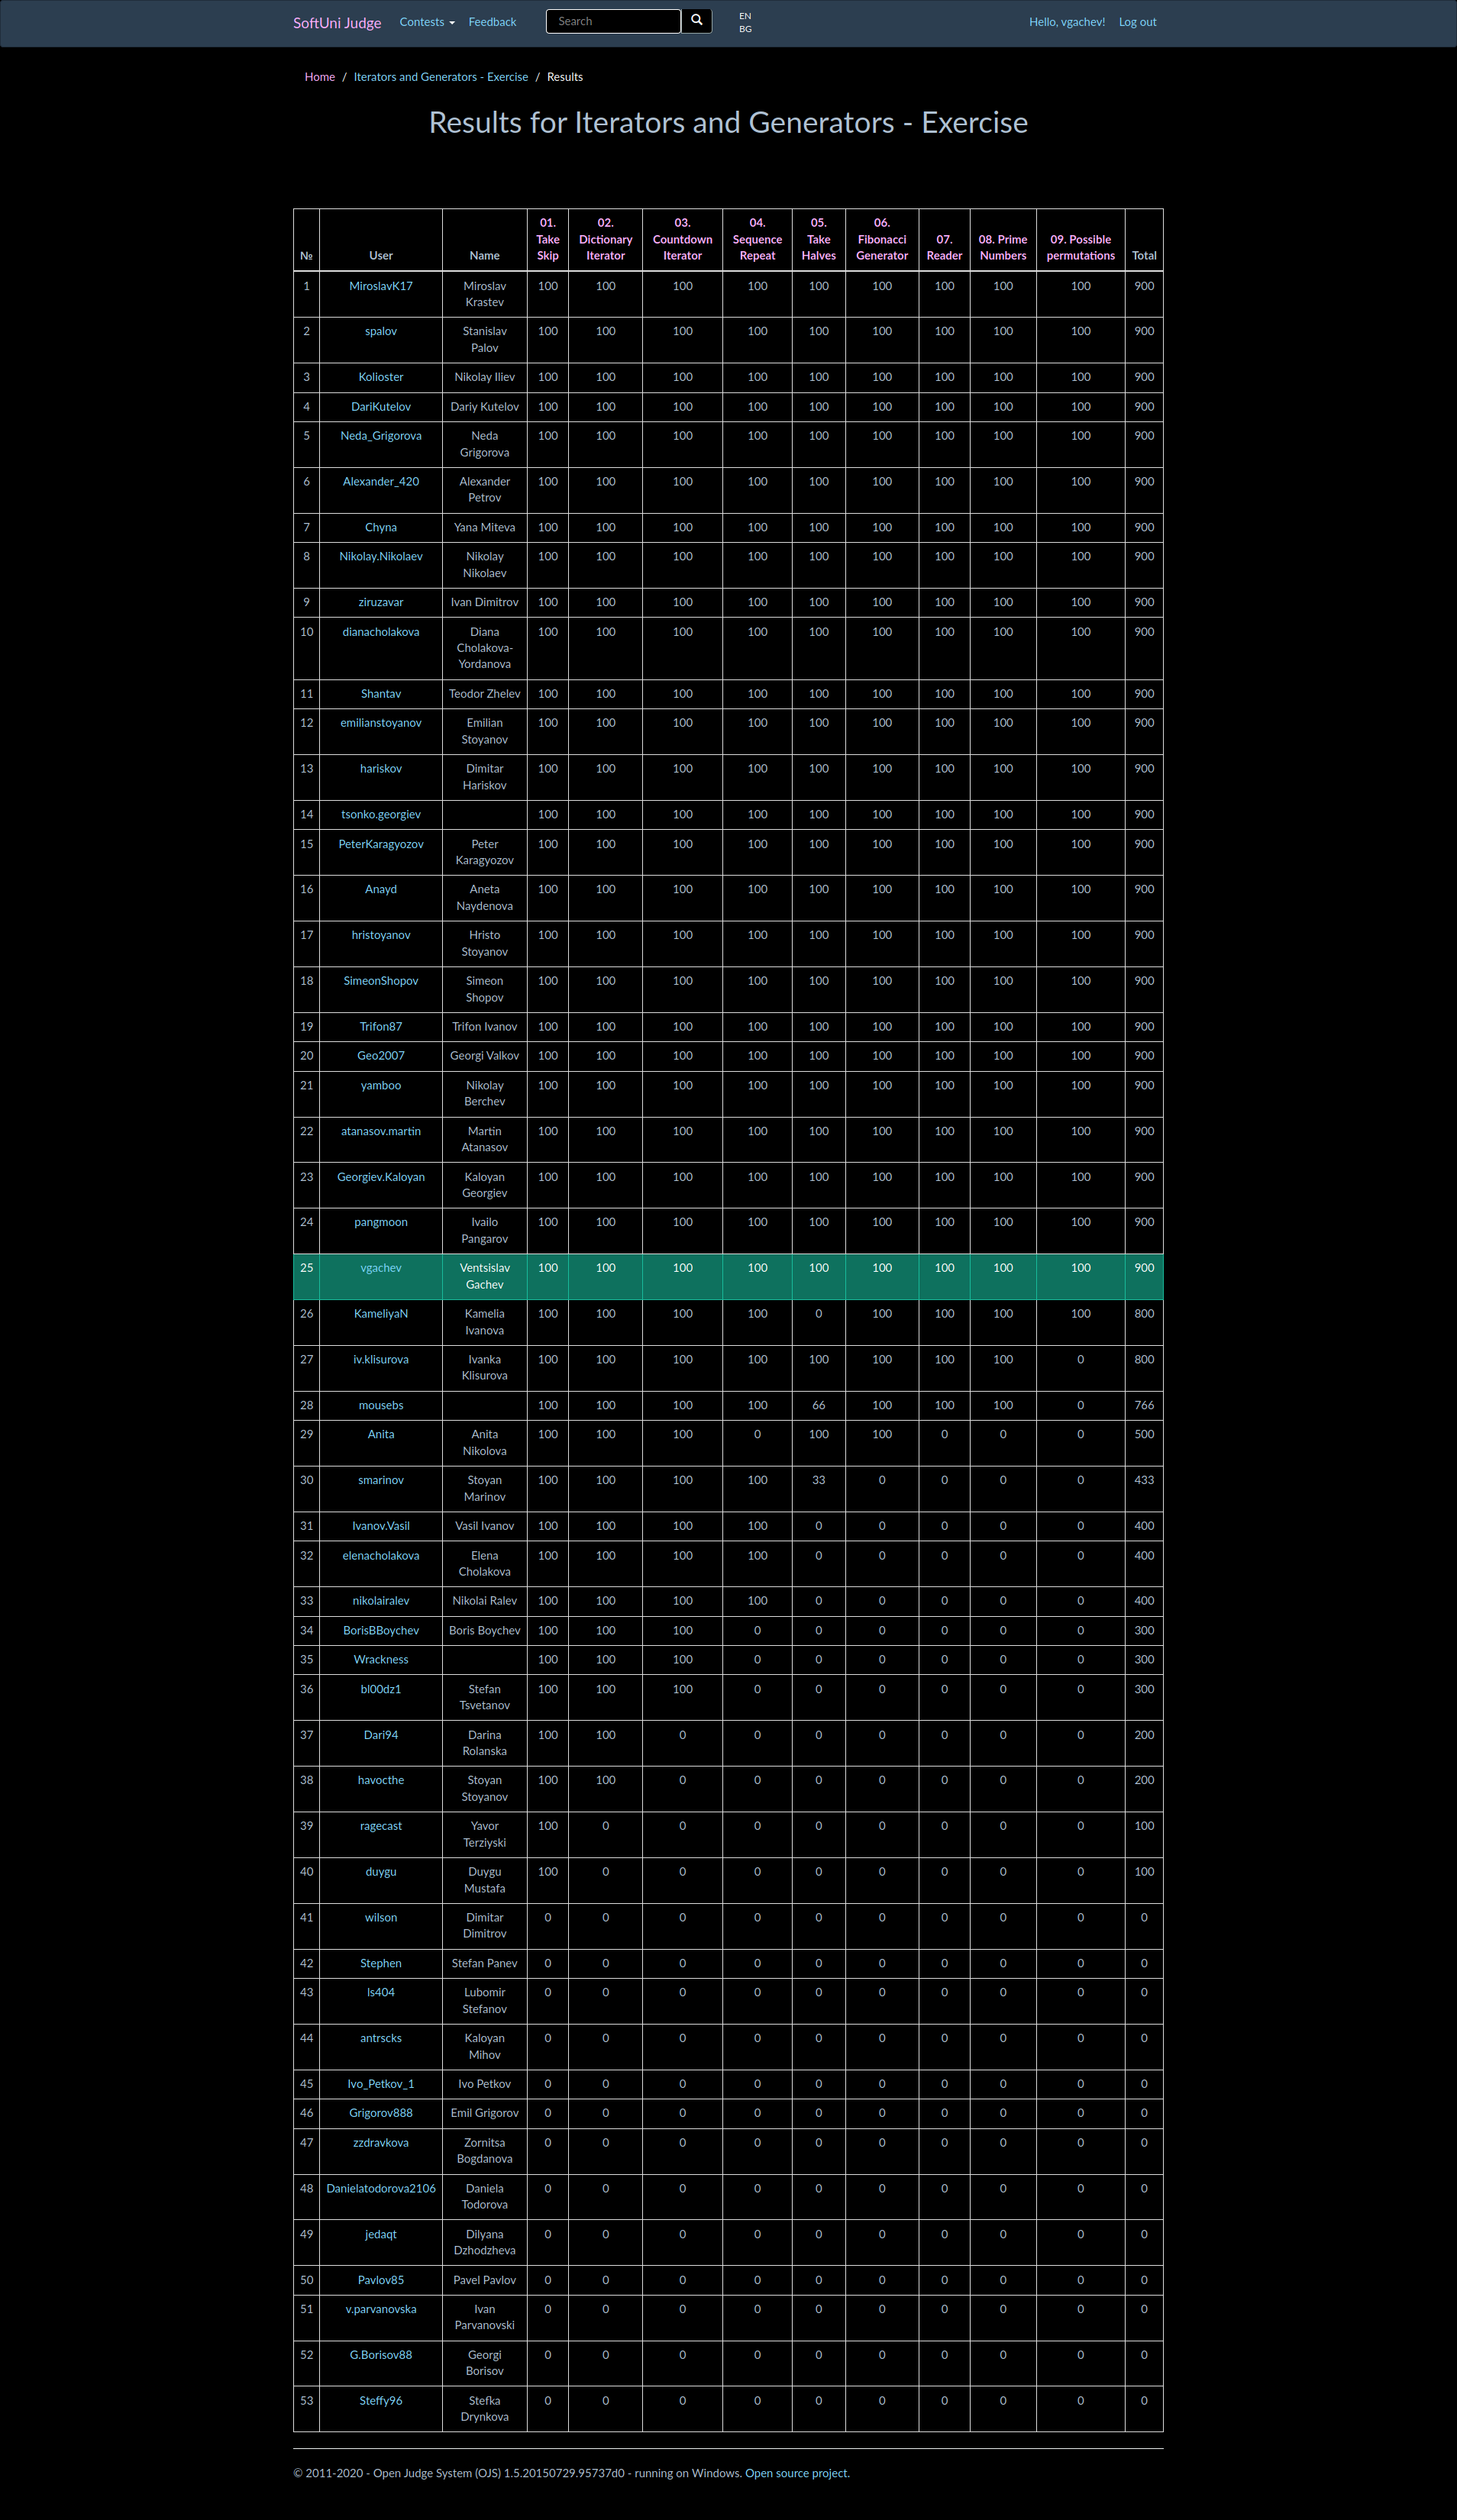 SoftUni Judge Contests Feedback Search EN Hello, vgachev! Log out
BG
Home / Iterators and Generators - Exercise / Results
Results for Iterators and Generators - Exercise
№ User Name 01. Take Skip 02. Dictionary Iterator 03. Countdown Iterator 04. Sequence Repeat 05. Take Halves 06. Fibonacci Generator 07. Reader 08. Prime Numbers 09. Possible permutations Total
1 MiroslavK17 Miroslav Krastev 100 100 100 100 100 100 100 100 100 900
2 spalov Stanislav Palov 100 100 100 100 100 100 100 100 100 900
3 Kolioster Nikolay Iliev 100 100 100 100 100 100 100 100 100 900
4 DariKutelov Dariy Kutelov 100 100 100 100 100 100 100 100 100 900
5 Neda_Grigorova Neda Grigorova 100 100 100 100 100 100 100 100 100 900
6 Alexander_420 Alexander Petrov 100 100 100 100 100 100 100 100 100 900
7 Chyna Yana Miteva 100 100 100 100 100 100 100 100 100 900
8 Nikolay.Nikolaev Nikolay Nikolaev 100 100 100 100 100 100 100 100 100 900
9 ziruzavar Ivan Dimitrov 100 100 100 100 100 100 100 100 100 900
10 dianacholakova Diana Cholakova-Yordanova 100 100 100 100 100 100 100 100 100 900
11 Shantav Teodor Zhelev 100 100 100 100 100 100 100 100 100 900
12 emilianstoyanov Emilian Stoyanov 100 100 100 100 100 100 100 100 100 900
13 hariskov Dimitar Hariskov 100 100 100 100 100 100 100 100 100 900
14 tsonko.georgiev 100 100 100 100 100 100 100 100 100 900
15 PeterKaragyozov Peter Karagyozov 100 100 100 100 100 100 100 100 100 900
16 Anayd Aneta Naydenova 100 100 100 100 100 100 100 100 100 900
17 hristoyanov Hristo Stoyanov 100 100 100 100 100 100 100 100 100 900
18 SimeonShopov Simeon Shopov 100 100 100 100 100 100 100 100 100 900
19 Trifon87 Trifon Ivanov 100 100 100 100 100 100 100 100 100 900
20 Geo2007 Georgi Valkov 100 100 100 100 100 100 100 100 100 900
21 yamboo Nikolay Berchev 100 100 100 100 100 100 100 100 100 900
22 atanasov.martin Martin Atanasov 100 100 100 100 100 100 100 100 100 900
23 Georgiev.Kaloyan Kaloyan Georgiev 100 100 100 100 100 100 100 100 100 900
24 pangmoon Ivailo Pangarov 100 100 100 100 100 100 100 100 100 900
25 vgachev Ventsislav Gachev 100 100 100 100 100 100 100 100 100 900
26 KameliyaN Kamelia Ivanova 100 100 100 100 0 100 100 100 100 800
27 iv.klisurova Ivanka Klisurova 100 100 100 100 100 100 100 100 0 800
28 mousebs 100 100 100 100 66 100 100 100 0 766
29 Anita Anita Nikolova 100 100 100 0 100 100 0 0 0 500
30 smarinov Stoyan Marinov 100 100 100 100 33 0 0 0 0 433
31 Ivanov.Vasil Vasil Ivanov 100 100 100 100 0 0 0 0 0 400
32 elenacholakova Elena Cholakova 100 100 100 100 0 0 0 0 0 400
33 nikolairalev Nikolai Ralev 100 100 100 100 0 0 0 0 0 400
34 BorisBBoychev Boris Boychev 100 100 100 0 0 0 0 0 0 300
35 Wrackness 100 100 100 0 0 0 0 0 0 300
36 bl00dz1 Stefan Tsvetanov 100 100 100 0 0 0 0 0 0 300
37 Dari94 Darina Rolanska 100 100 0 0 0 0 0 0 0 200
38 havocthe Stoyan Stoyanov 100 100 0 0 0 0 0 0 0 200
39 ragecast Yavor Terziyski 100 0 0 0 0 0 0 0 0 100
40 duygu Duygu Mustafa 100 0 0 0 0 0 0 0 0 100
41 wilson Dimitar Dimitrov 0 0 0 0 0 0 0 0 0 0
42 Stephen Stefan Panev 0 0 0 0 0 0 0 0 0 0
43 ls404 Lubomir Stefanov 0 0 0 0 0 0 0 0 0 0
44 antrscks Kaloyan Mihov 0 0 0 0 0 0 0 0 0 0
45 Ivo_Petkov_1 Ivo Petkov 0 0 0 0 0 0 0 0 0 0
46 Grigorov888 Emil Grigorov 0 0 0 0 0 0 0 0 0 0
47 zzdravkova Zornitsa Bogdanova 0 0 0 0 0 0 0 0 0 0
48 Danielatodorova2106 Daniela Todorova 0 0 0 0 0 0 0 0 0 0
49 jedaqt Dilyana Dzhodzheva 0 0 0 0 0 0 0 0 0 0
50 Pavlov85 Pavel Pavlov 0 0 0 0 0 0 0 0 0 0
51 v.parvanovska Ivan Parvanovski 0 0 0 0 0 0 0 0 0 0
52 G.Borisov88 Georgi Borisov 0 0 0 0 0 0 0 0 0 0
53 Steffy96 Stefka Drynkova 0 0 0 0 0 0 0 0 0 0
© 2011-2020 - Open Judge System (OJS) 1.5.20150729.95737d0 - running on Windows. Open source project.